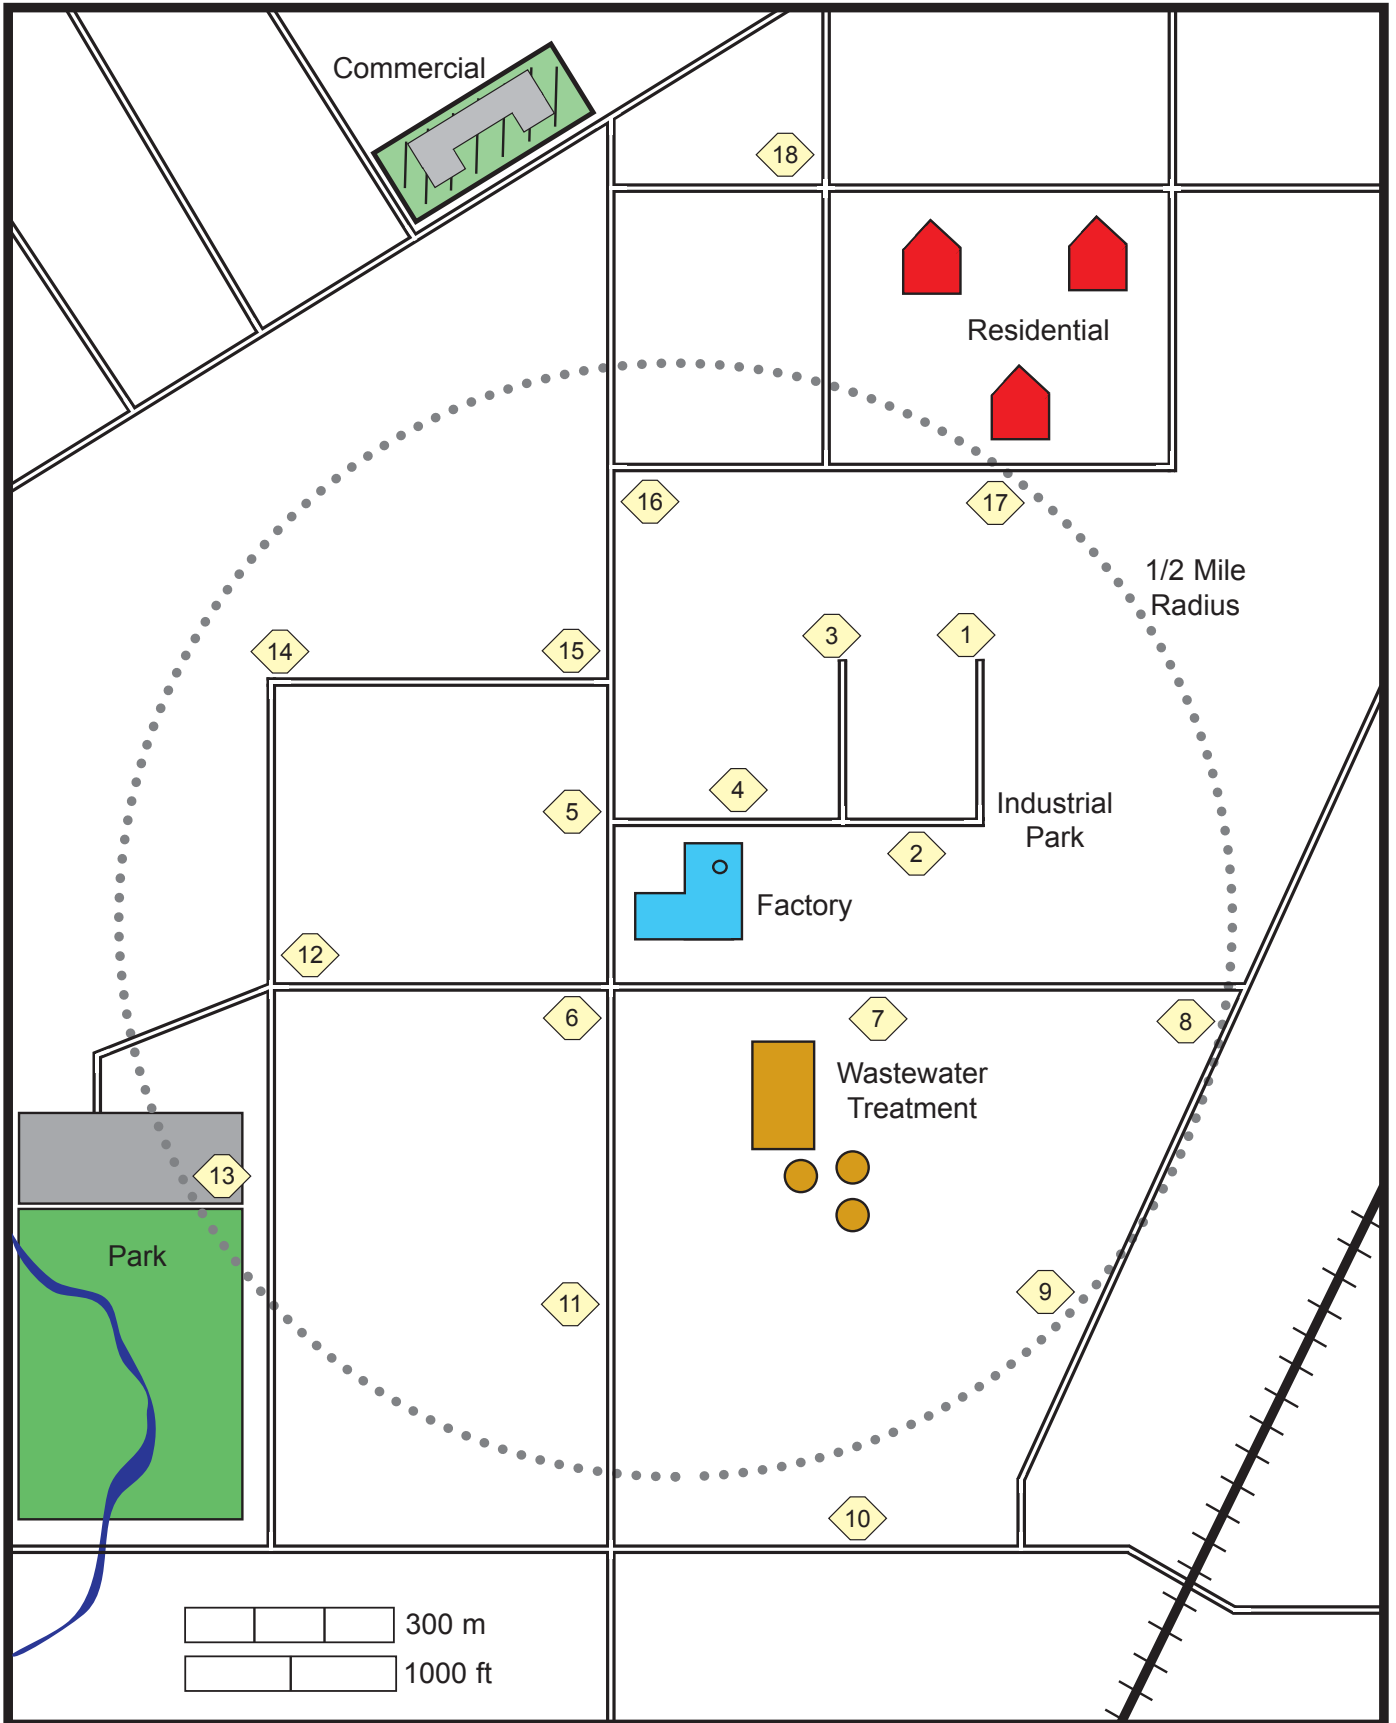 Commercial
18
Residential
16
17
1/2 Mile
Radius
3
1
14
15
4
5
Industrial
Park
2
Factory
12
6
7
8
Wastewater
Treatment
13
Park
11
9
10
300 m
1000 ft